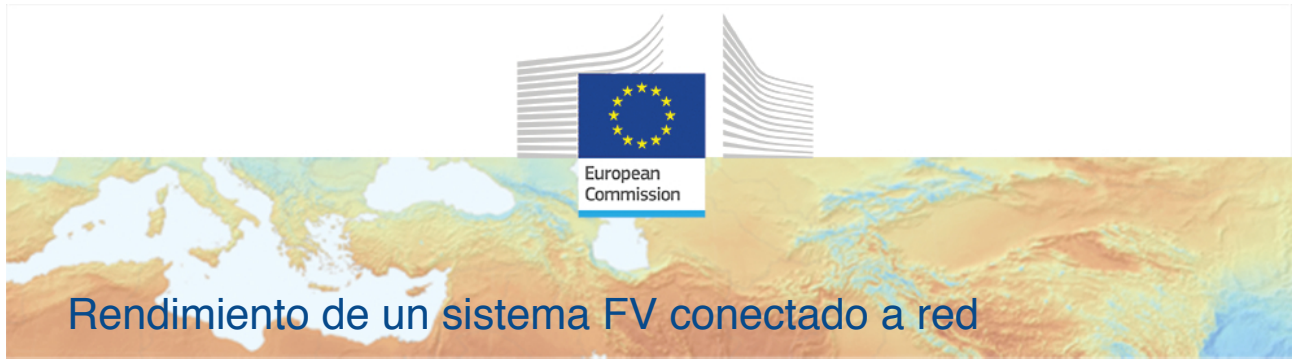 European
Commission
Rendimiento de un sistema FV conectado a red